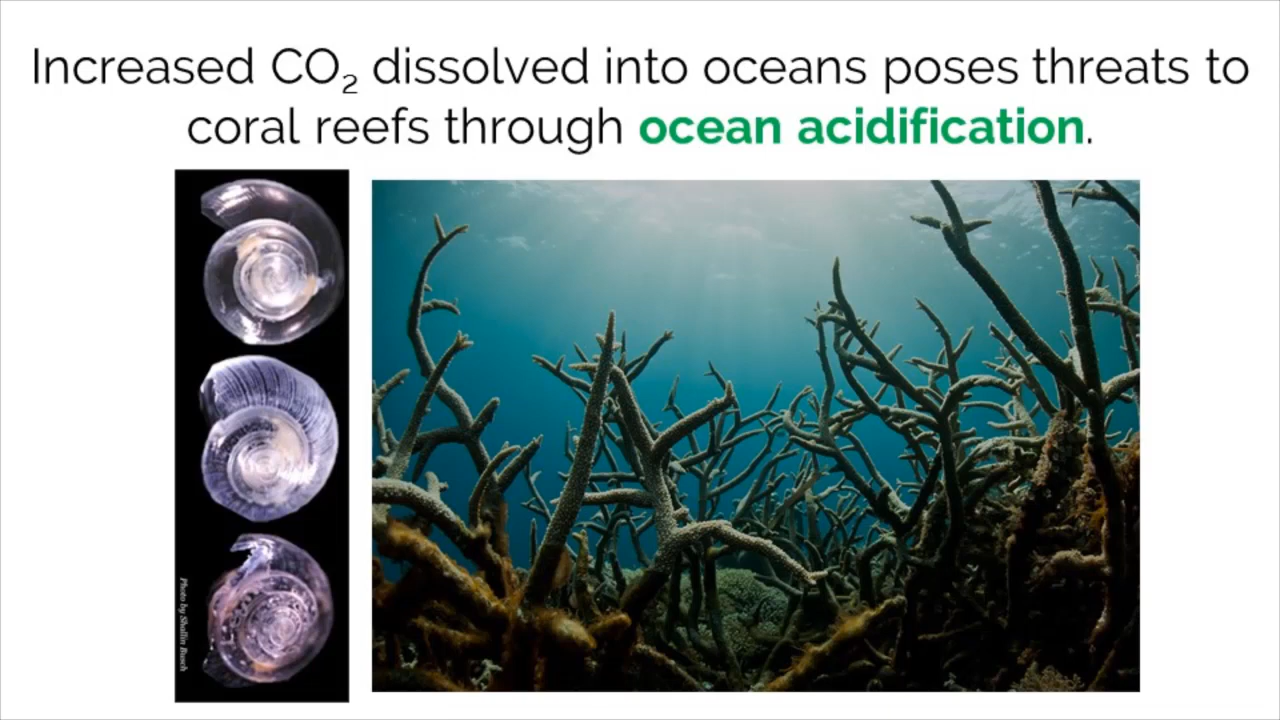 Increased CO₂ dissolved into oceans poses threats to
coral reefs through ocean acidification.
Photo by Shallin Busch